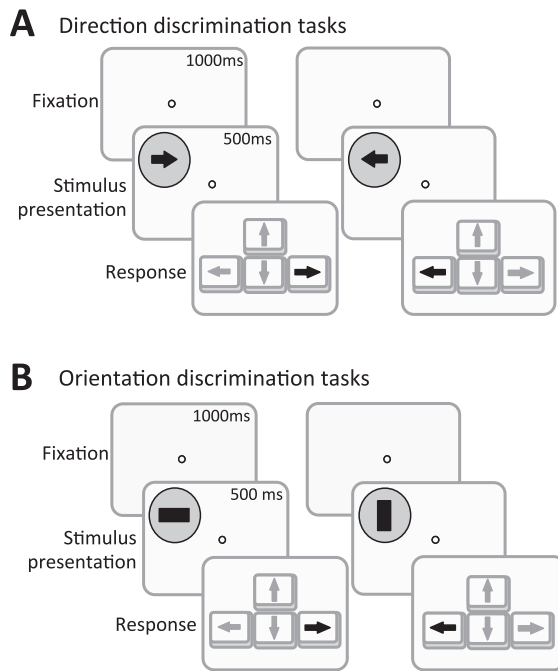 A Direction discrimination tasks
1000ms
Fixation
500ms
Stimulus
presentation
Response
B Orientation discrimination tasks
1000ms
Fixation
500 ms
Stimulus
presentation
Response